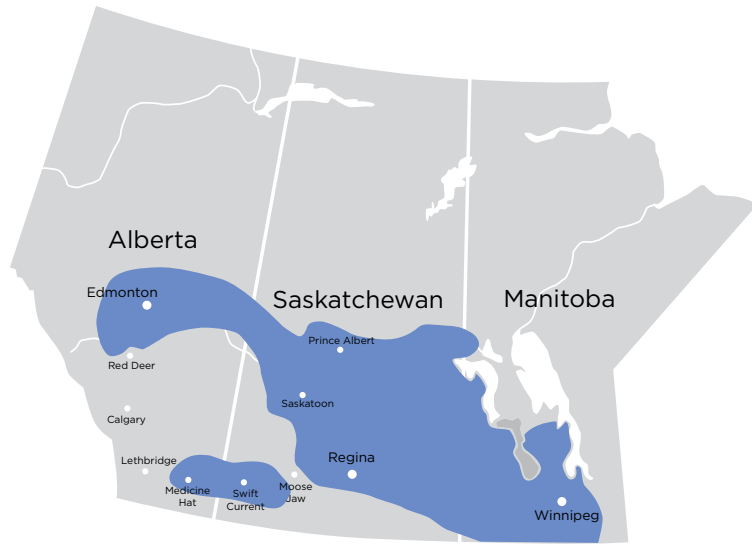 Alberta
Edmonton
Saskatchewan
Manitoba
Prince Albert
Red Deer
Saskatoon
Calgary
Regina
Lethbridge
Medicine
Hat
Swift
Current
Moose
Jaw
Winnipeg